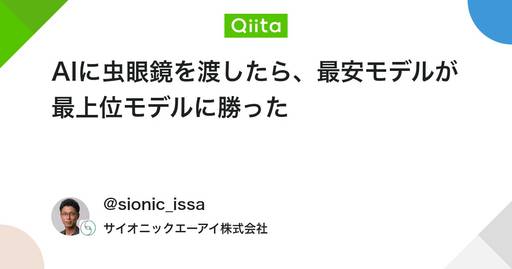 Qiita
AIに虫眼鏡を渡したら、最安モデルが
最上位モデルに勝った
@sionic_issa
サイオニックエーアイ株式会社